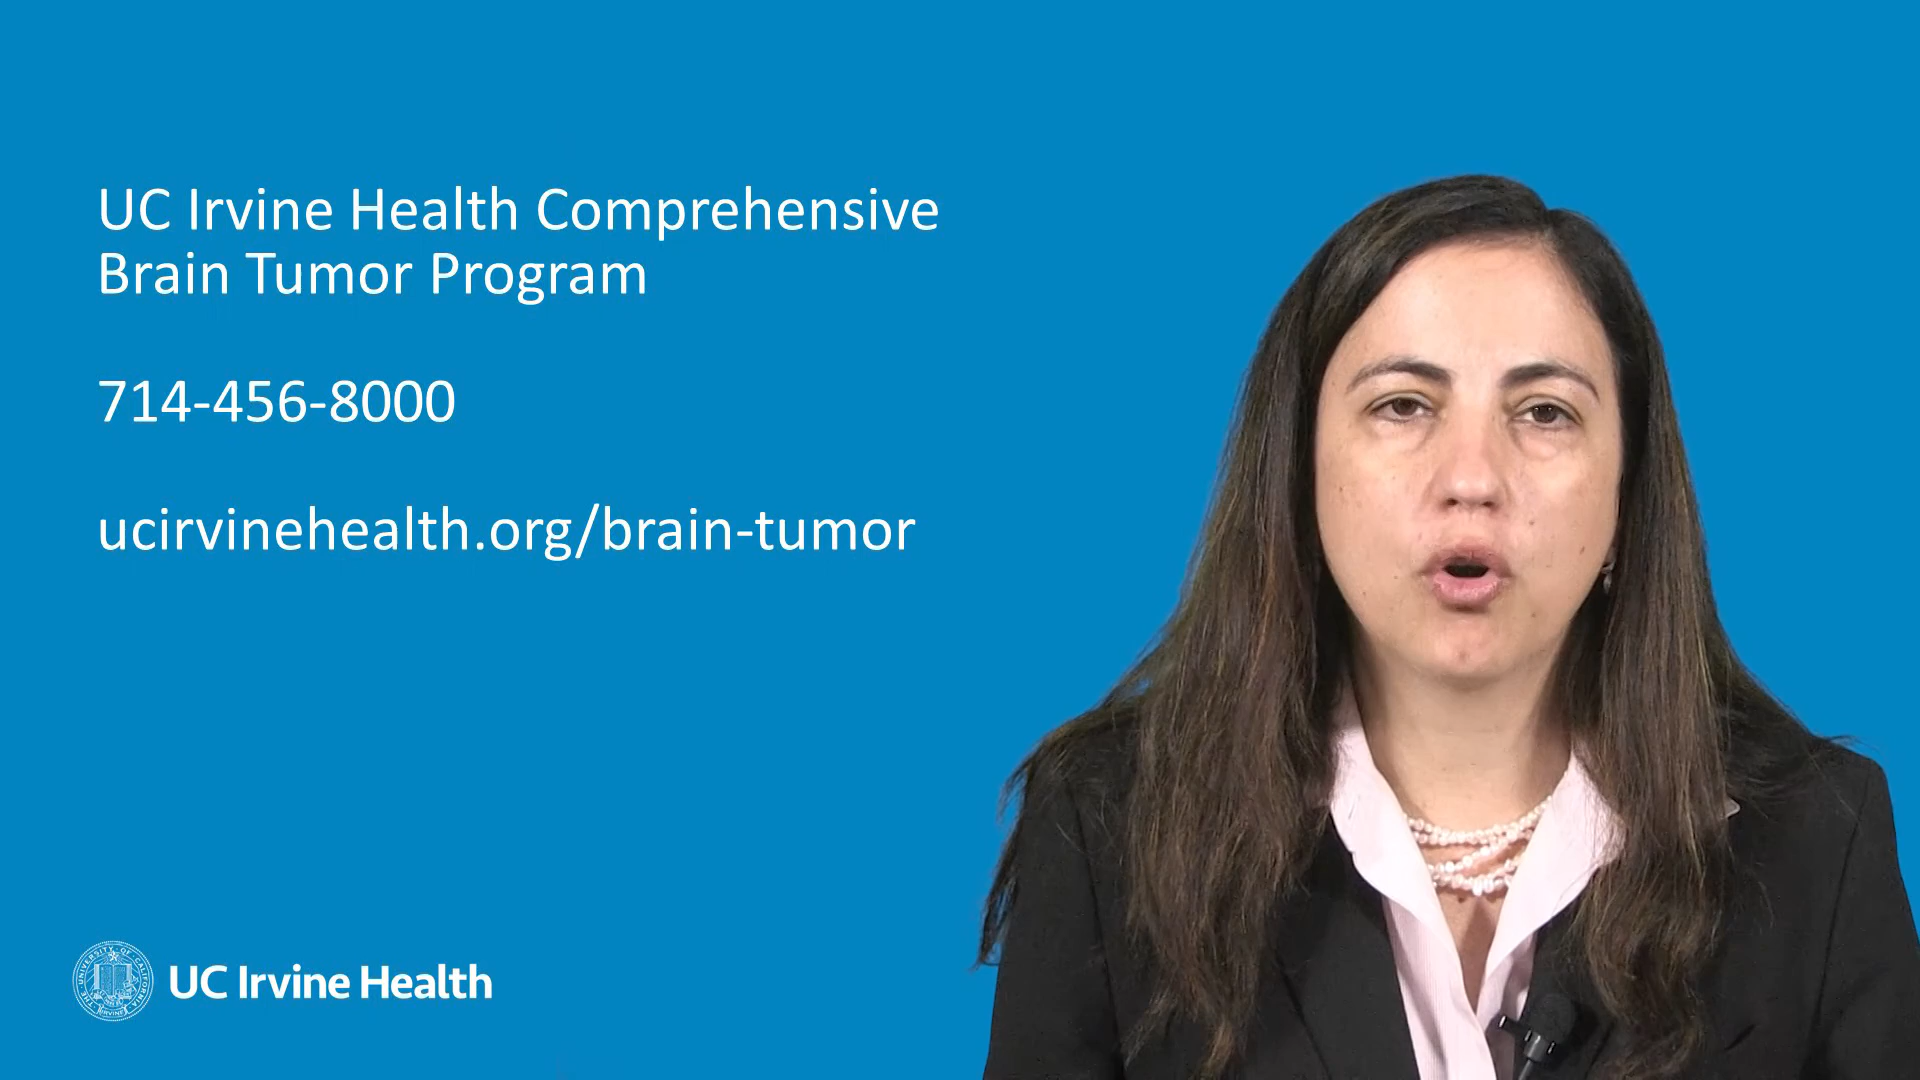 UC Irvine Health Comprehensive
Brain Tumor Program
714-456-8000
ucirvinehealth.org/brain-tumor
UC Irvine Health